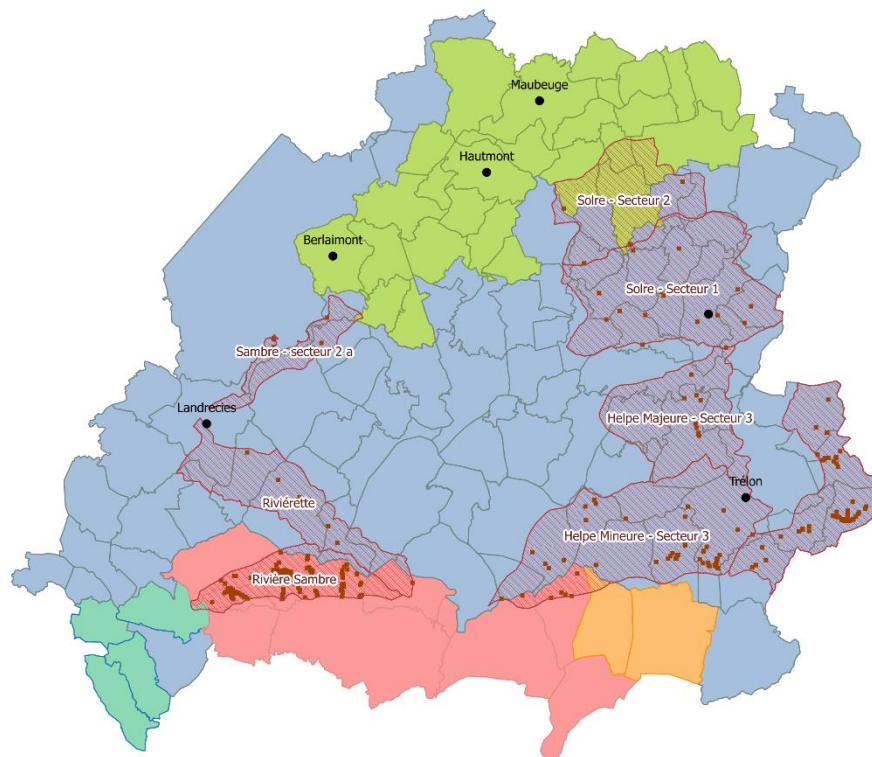 Maubeuge
Hautmont
Solre - Secteur 2
Berlaimont
Solre - Secteur 1
Sambre - secteur 2 a
Landrecies
Helpe Majeure - Secteur 3
Trélon
Riviérette
Helpe Mineure - Secteur 3
Rivière Sambre